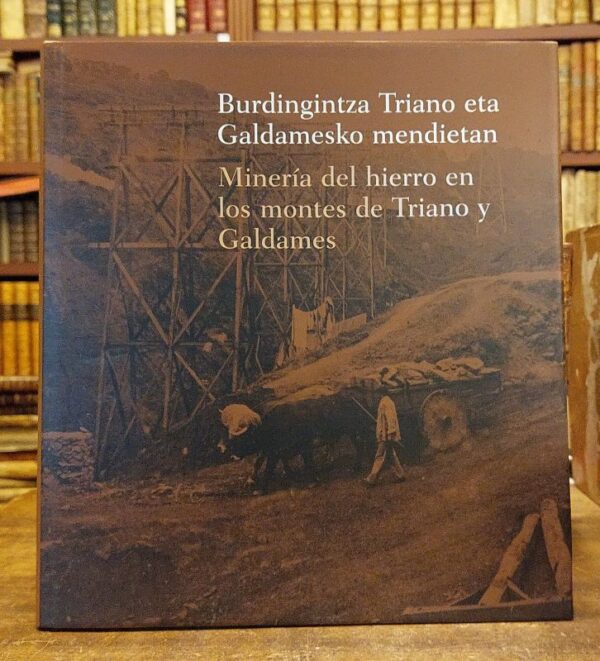 Burdingintza Triano eta
Galdamesko mendietan
Minería del hierro en
los montes de Triano y
Galdames